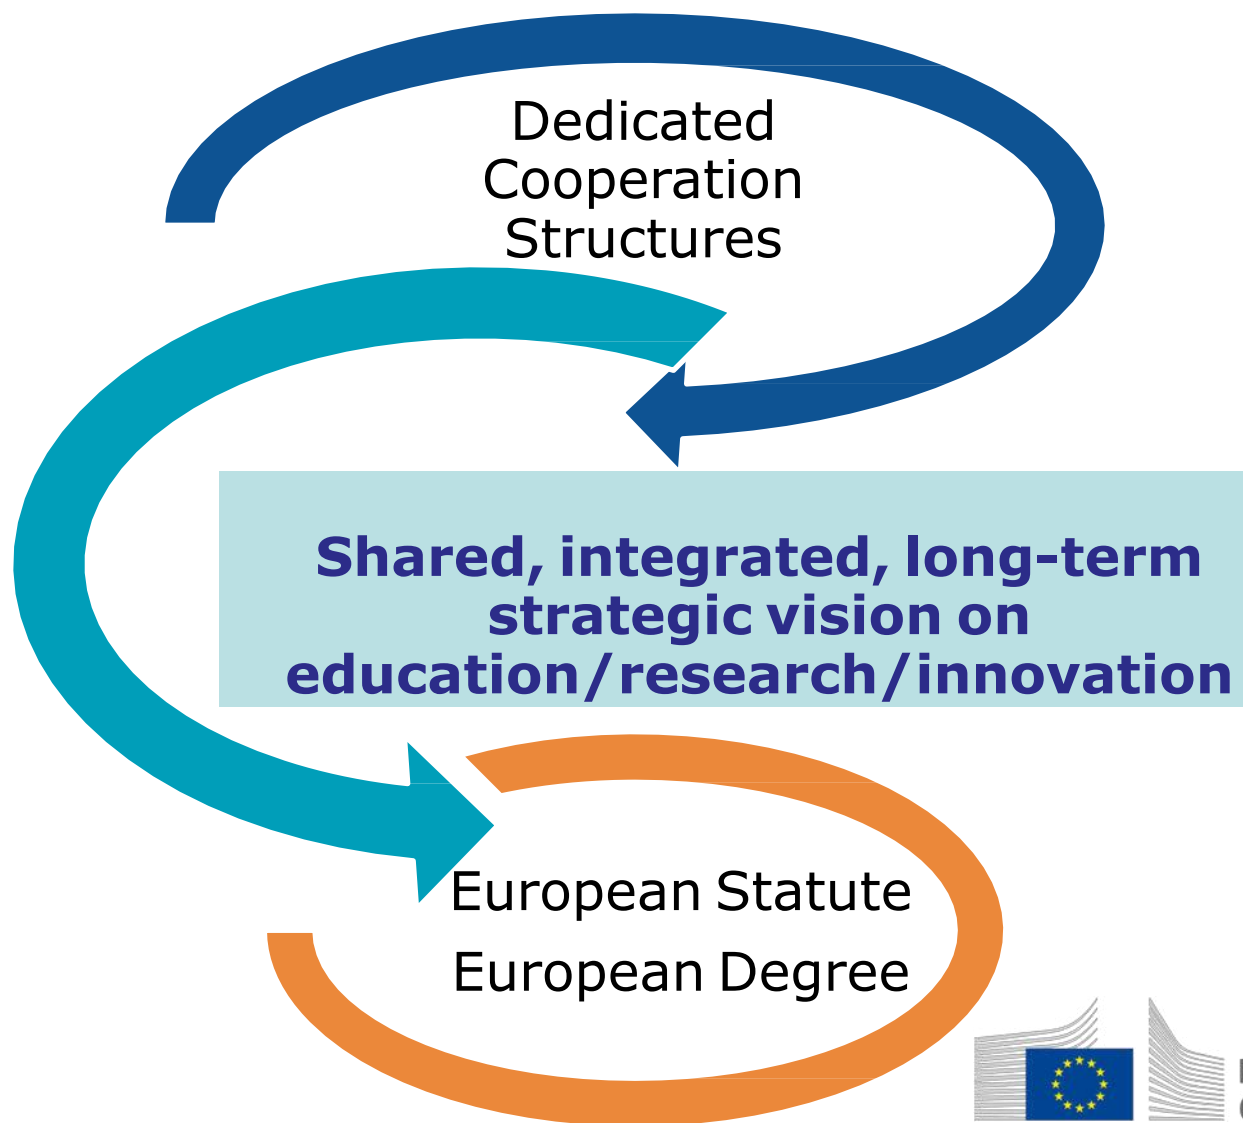 Dedicated
Cooperation
Structures
Shared, integrated, long-term
strategic vision on
education/research/innovation
European Statute
European Degree